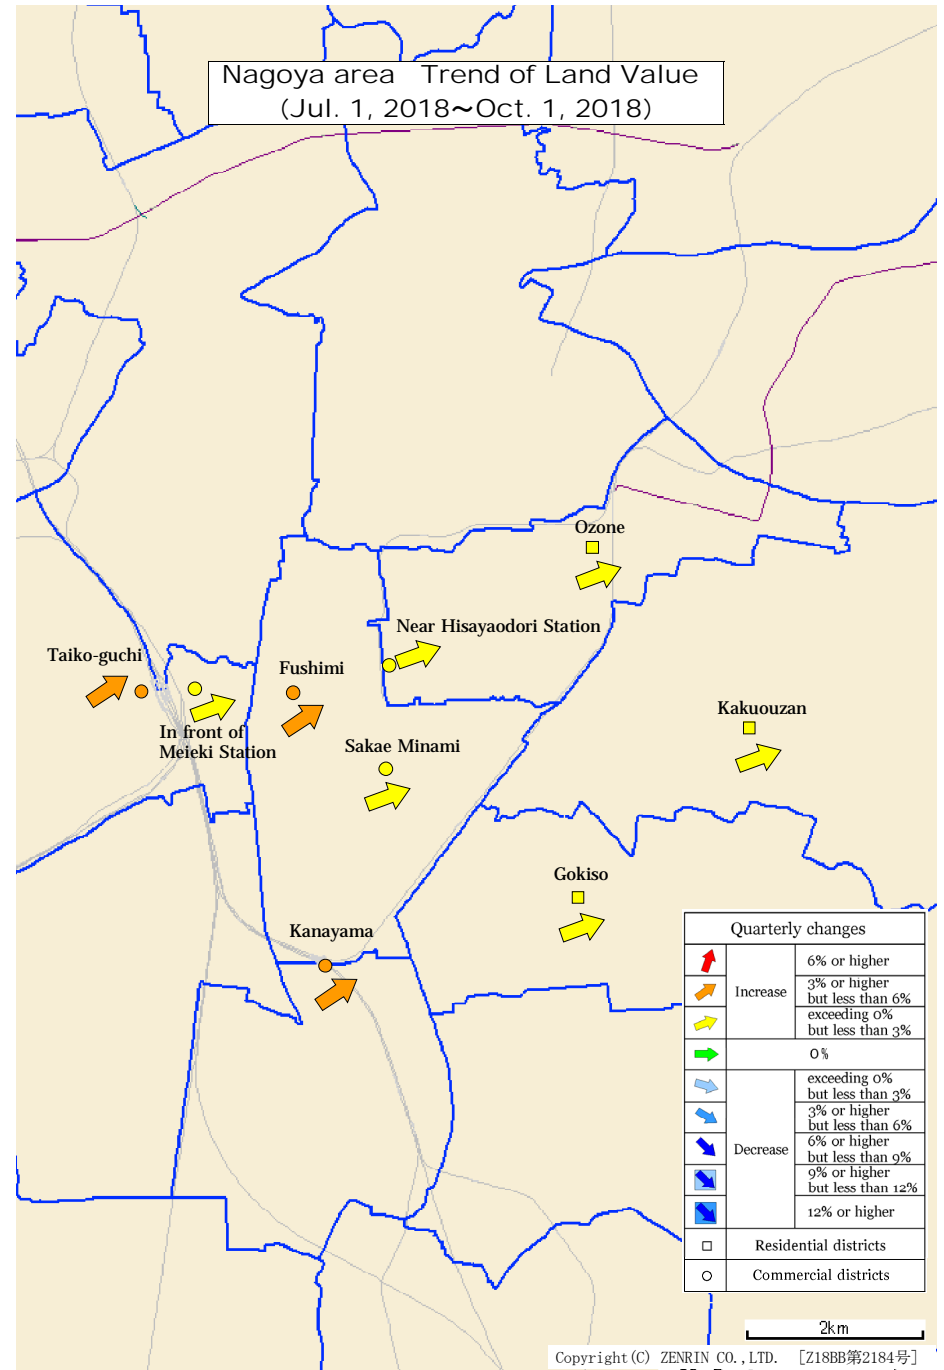 Nagoya area Trend of Land Value
(Jul. 1, 2018～Oct. 1, 2018)
Ozone
Near Hisayaodori Station
Taiko-guchi
Fushimi
In front of
Meieki Station
Kakuouzan
Sakae Minami
Gokiso
Kanayama
Quarterly changes
Increase
6% or higher
3% or higher
but less than 6%
exceeding 0%
but less than 3%
0%
Decrease
exceeding 0%
but less than 3%
3% or higher
but less than 6%
6% or higher
but less than 9%
9% or higher
but less than 12%
12% or higher
Residential districts
Commercial districts
2km
Copyright(C) ZENRIN CO.,LTD. [Z18BB第2184号]